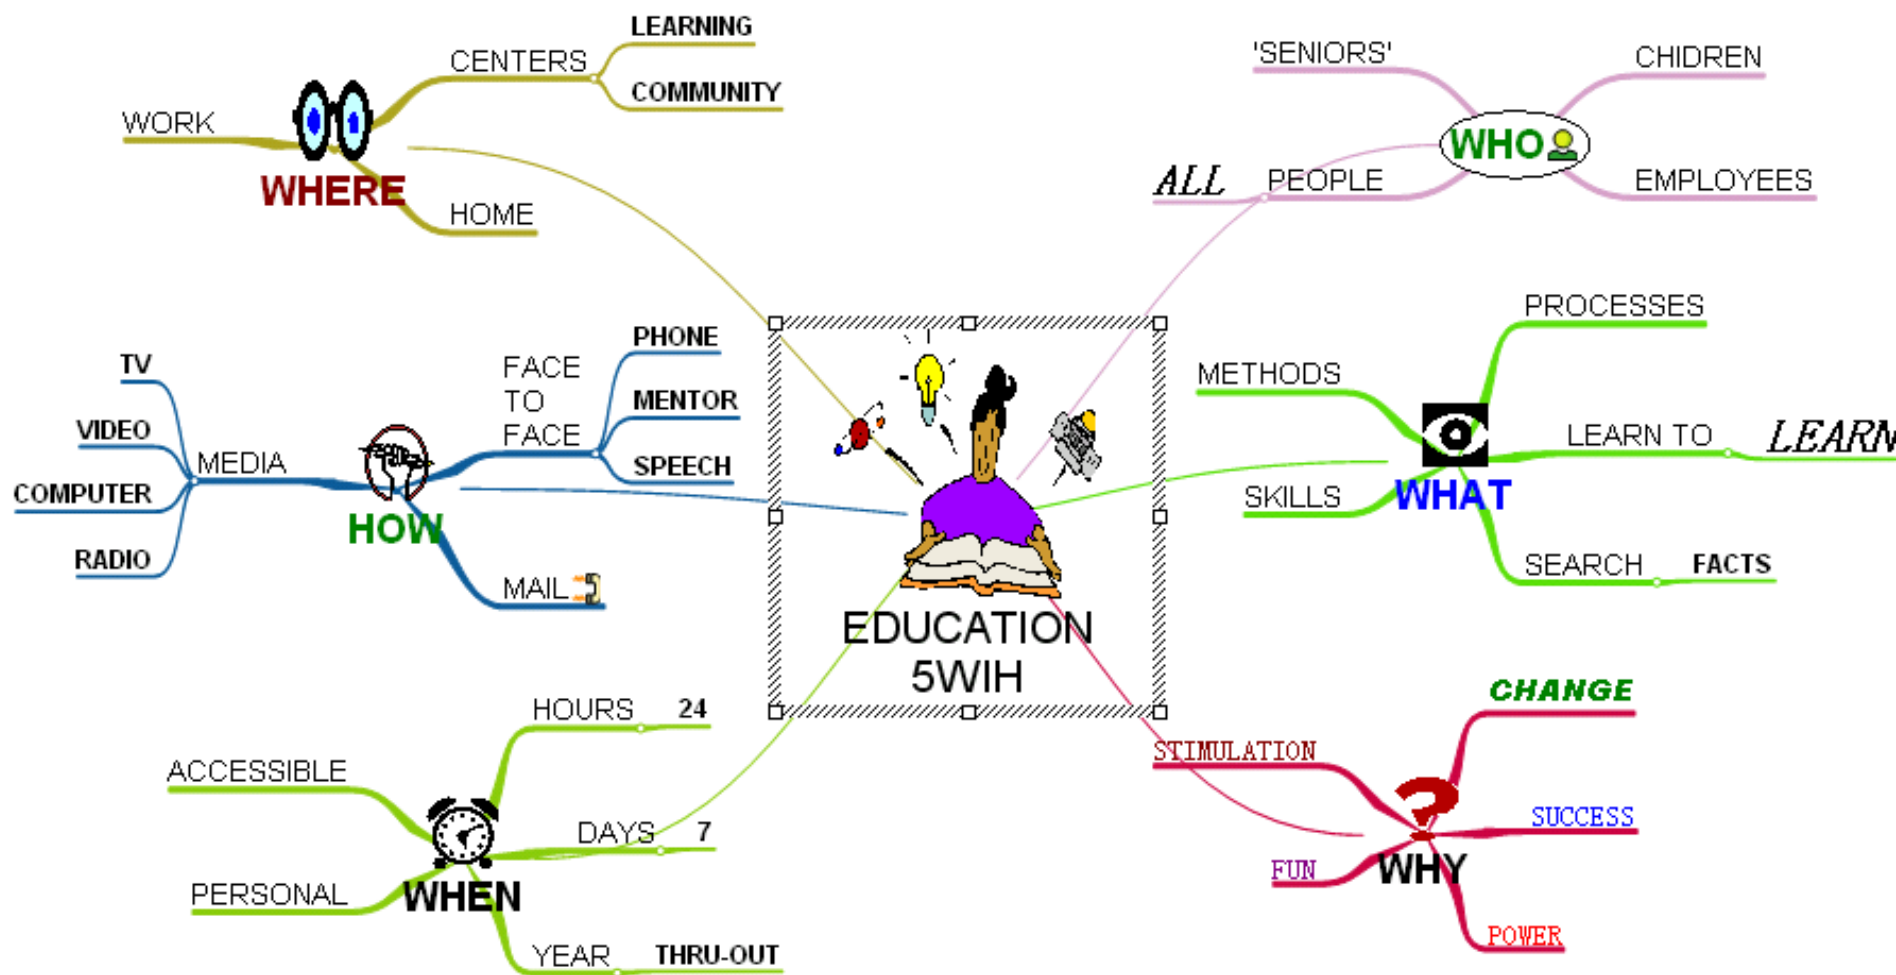 LEARNING
CENTERS
COMMUNITY
WORK
WHERE
HOME
'SENIORS'
CHIDREN
WHO
ALL
PEOPLE
EMPLOYEES
PHONE
FACE
TO
FACE
MENTOR
SPEECH
TV
VIDEO
MEDIA
COMPUTER
RADIO
HOW
MAIL
EDUCATION
5WIH
PROCESSES
METHODS
LEARN TO
LEARN
SKILLS
WHAT
SEARCH
FACTS
HOURS
24
ACCESSIBLE
DAYS
7
PERSONAL
WHEN
YEAR
THRU-OUT
CHANGE
STIMULATION
SUCCESS
FUN
WHY
POWER